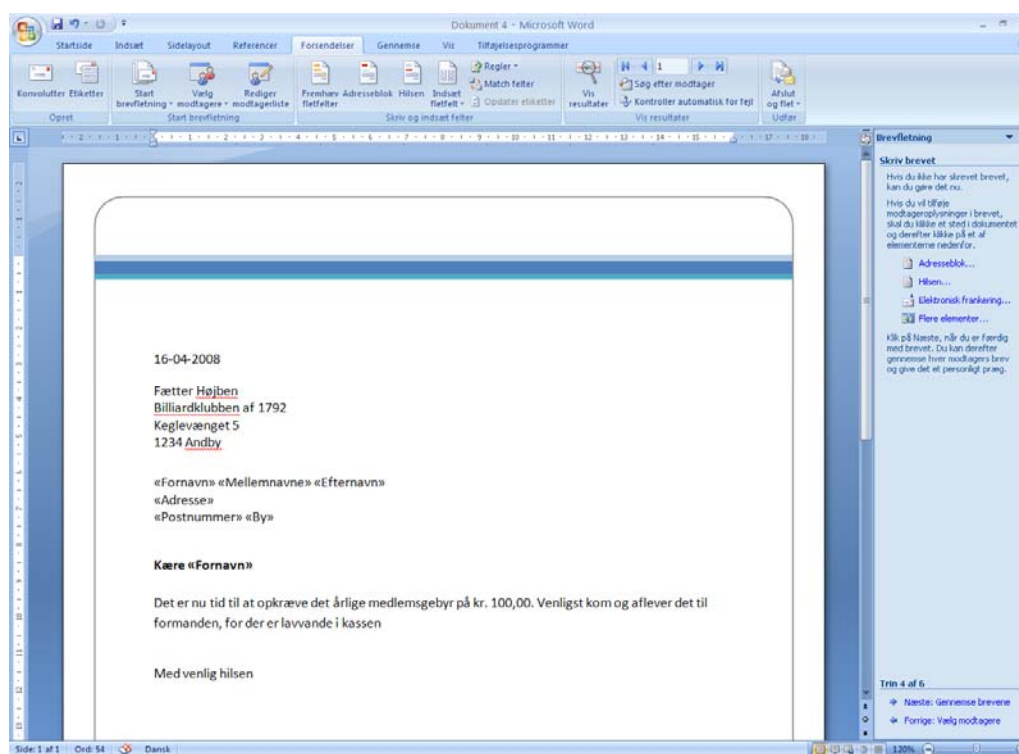 Dokument 4 - Microsoft Word
Startside Indsæt Sidelayout Referencer Forsendelser Gennemse Vis Tilføjelsesprogrammer
Konvolutter Etiketter
Opret
Start brevfletning Vælg modtagere Rediger modtagerliste
Start brevfletning
Fremhæv fletfelter Adresseblok Hilsen Indsæt fletfelt
Regler
Match felter
Opdater etiketter
Skriv og indsæt felter
Vis resultater
1
Søg efter modtager
Kontroller automatisk for fejl
Vis resultater
Afslut og flet
Udfør
Brevfletning
Skriv brevet
Hvis du ikke har skrevet brevet,
kan du gøre det nu.
Hvis du vil tilføje
modtageroplysninger i brevet,
skal du klikke et sted i dokumentet
og derefter klikke på et af
elementerne nedenfor.
Adresseblok...
Hilsen...
Elektronisk frankering...
Flere elementer...
Klik på Næste, når du er færdig
med brevet. Du kan derefter
gennemse hver modtagers brev
og give det et personligt præg.
16-04-2008
Fætter Højben
Billiardklubben af 1792
Keglevænget 5
1234 Andby
«Fornavn» «Mellemnavne» «Efternavn»
«Adresse»
«Postnummer» «By»
Kære «Fornavn»
Det er nu tid til at opkræve det årlige medlemsgebyr på kr. 100,00. Venligst kom og aflever det til
formanden, for der er lavvande i kassen
Med venlig hilsen
Trin 4 af 6
Næste: Gennemse brevene
Forrige: Vælg modtagere
Side: 1 af 1 Ord: 54 Dansk 120%